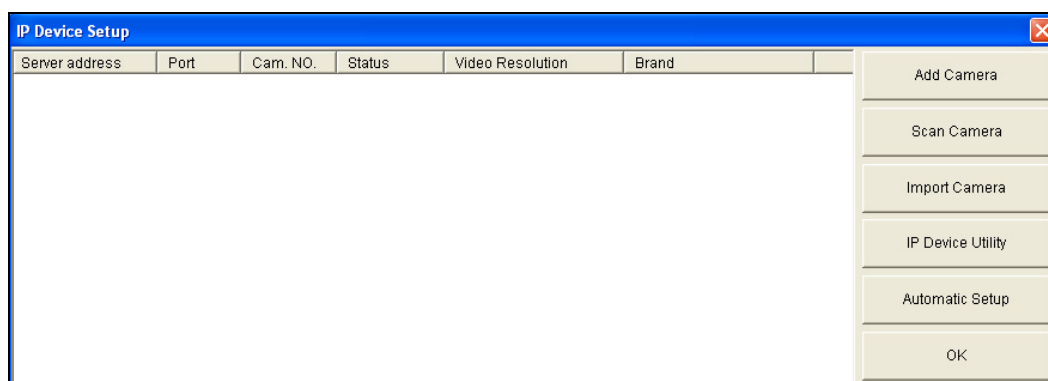 IP Device Setup
Server address Port Cam. NO. Status Video Resolution Brand
Add Camera
Scan Camera
Import Camera
IP Device Utility
Automatic Setup
OK